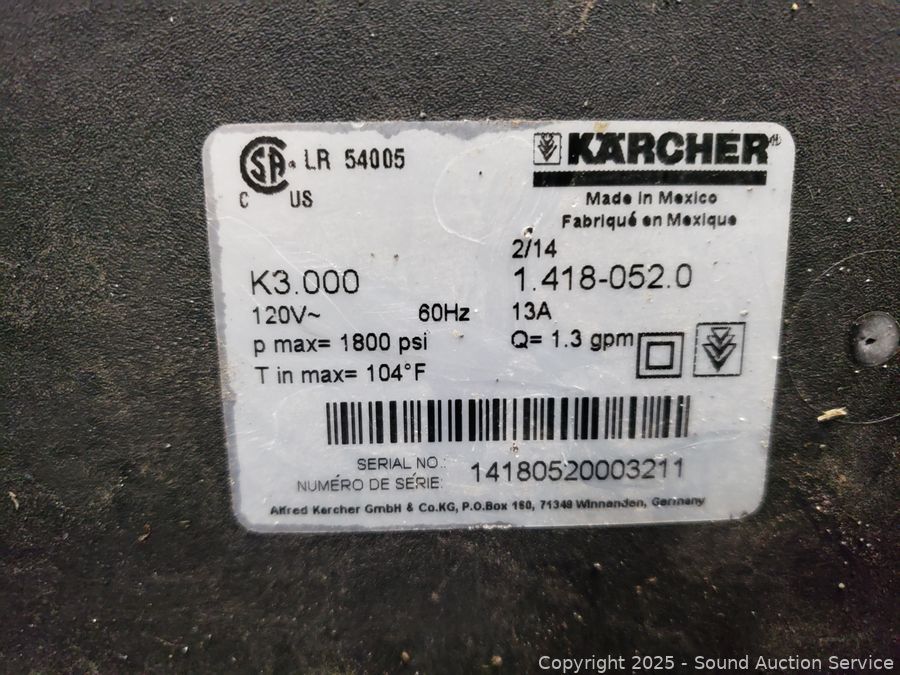 LR 54005
C US
KÄRCHER
Made in Mexico
Fabriqué en Mexique
2/14
K3.000 1.418-052.0
120V~ 60Hz 13A
p max= 1800 psi Q= 1.3 gpm
T in max= 104°F
SERIAL NO.:
NUMÉRO DE SÉRIE: 14180520003211
Alfred Karcher GmbH & Co.KG, P.O.Box 160, 71349 Winnenden, Germany
Copyright 2025 - Sound Auction Service